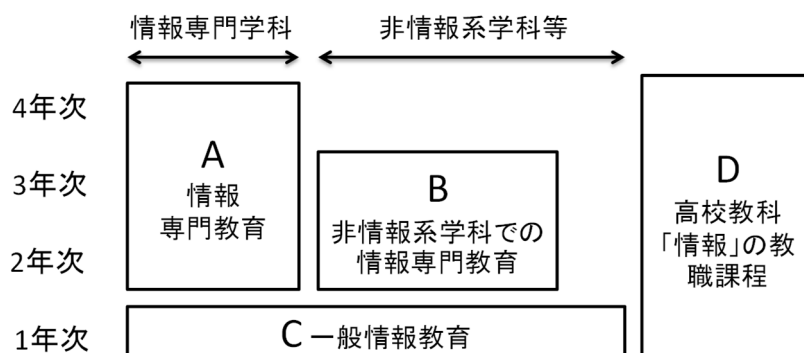 情報専門学科
非情報系学科等
4年次
3年次
2年次
1年次
A
情報
専門教育
B
非情報系学科での
情報専門教育
C 一般情報教育
D
高校教科
「情報」の教
職課程